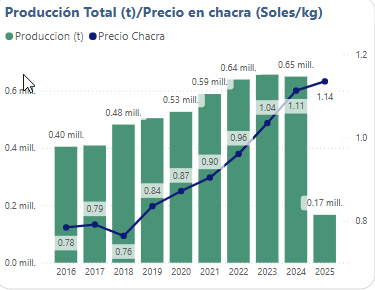 Producción Total (t)/Precio en chacra (Soles/kg)
Produccion (t) Precio Chacra
1.2
0.64 mill. 0.65 mill.
0.59 mill.
0.6 mill.
0.53 mill.
0.48 mill.
1.04 1.11 1.14
0.40 mill.
0.96 1.0
0.4 mill.
0.90
0.87
0.84
0.79
0.2 mill.
0.17 mill.
0.78 0.76
0.8
0.0 mill.
2016 2017 2018 2019 2020 2021 2022 2023 2024 2025